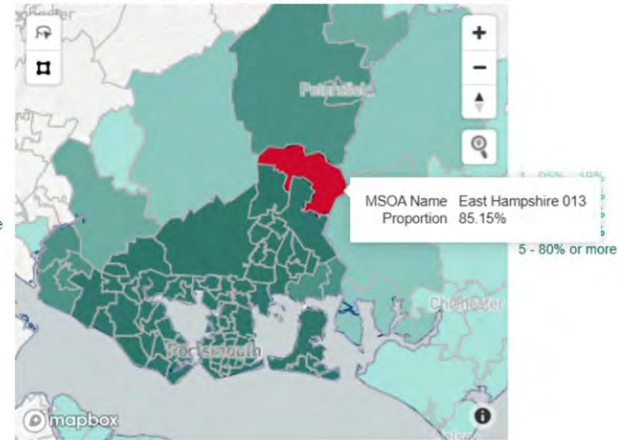 Petersfield
MSOA Name East Hampshire 013
Proportion 85.15%
5 - 80% or more
Chichester
Portsmouth
mapbox